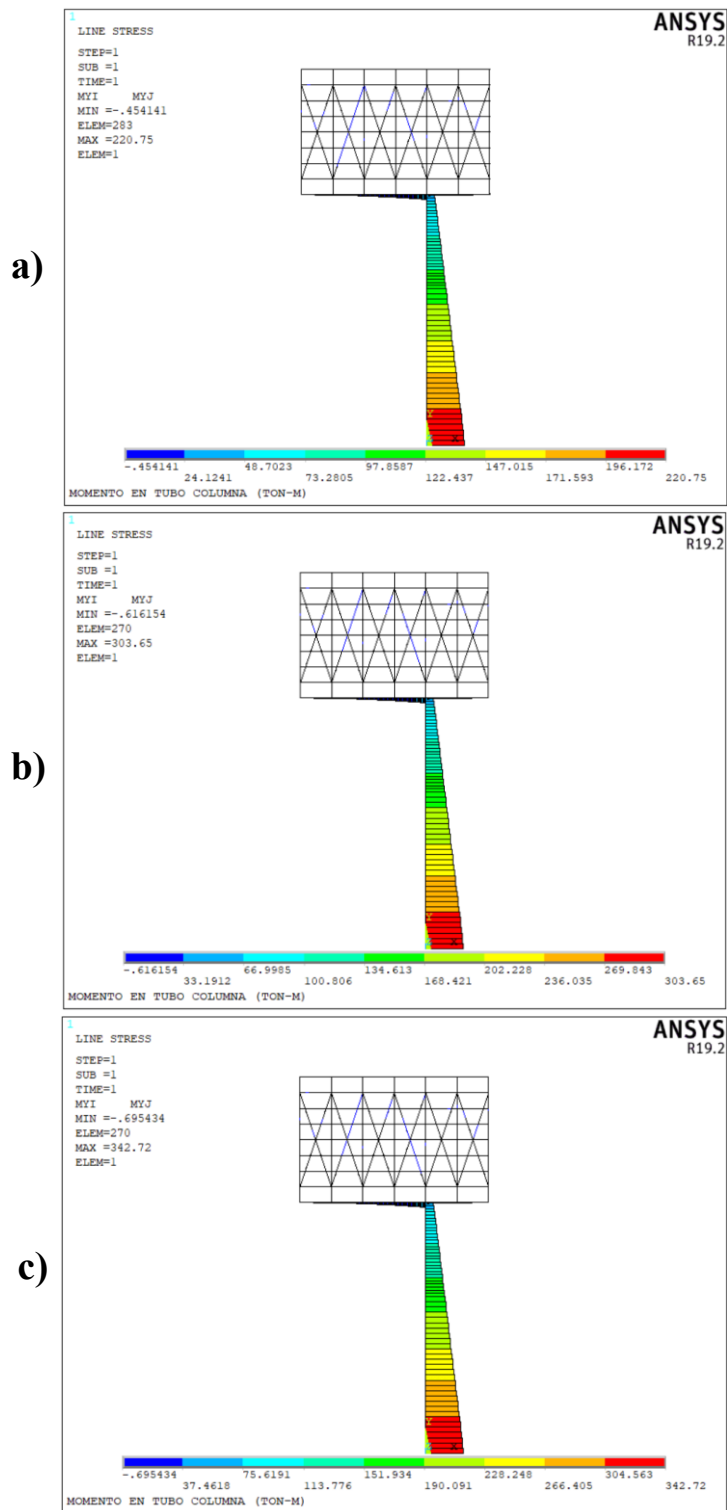 a)
1
ANSYS
R19.2
LINE STRESS
STEP=1
SUB =1
TIME=1
MYI MYJ
MIN =-.454141
ELEM=283
MAX =220.75
ELEM=1
Y
X
-.454141 48.7023 97.8587 147.015 196.172
24.1241 73.2805 122.437 171.593 220.75
MOMENTO EN TUBO COLUMNA (TON-M)
b)
1
ANSYS
R19.2
LINE STRESS
STEP=1
SUB =1
TIME=1
MYI MYJ
MIN =-.616154
ELEM=270
MAX =303.65
ELEM=1
Y
X
-.616154 66.9985 134.613 202.228 269.843
33.1912 100.806 168.421 236.035 303.65
MOMENTO EN TUBO COLUMNA (TON-M)
c)
1
ANSYS
R19.2
LINE STRESS
STEP=1
SUB =1
TIME=1
MYI MYJ
MIN =-.695434
ELEM=270
MAX =342.72
ELEM=1
Y
X
-.695434 75.6191 151.934 228.248 304.563
37.4618 113.776 190.091 266.405 342.72
MOMENTO EN TUBO COLUMNA (TON-M)